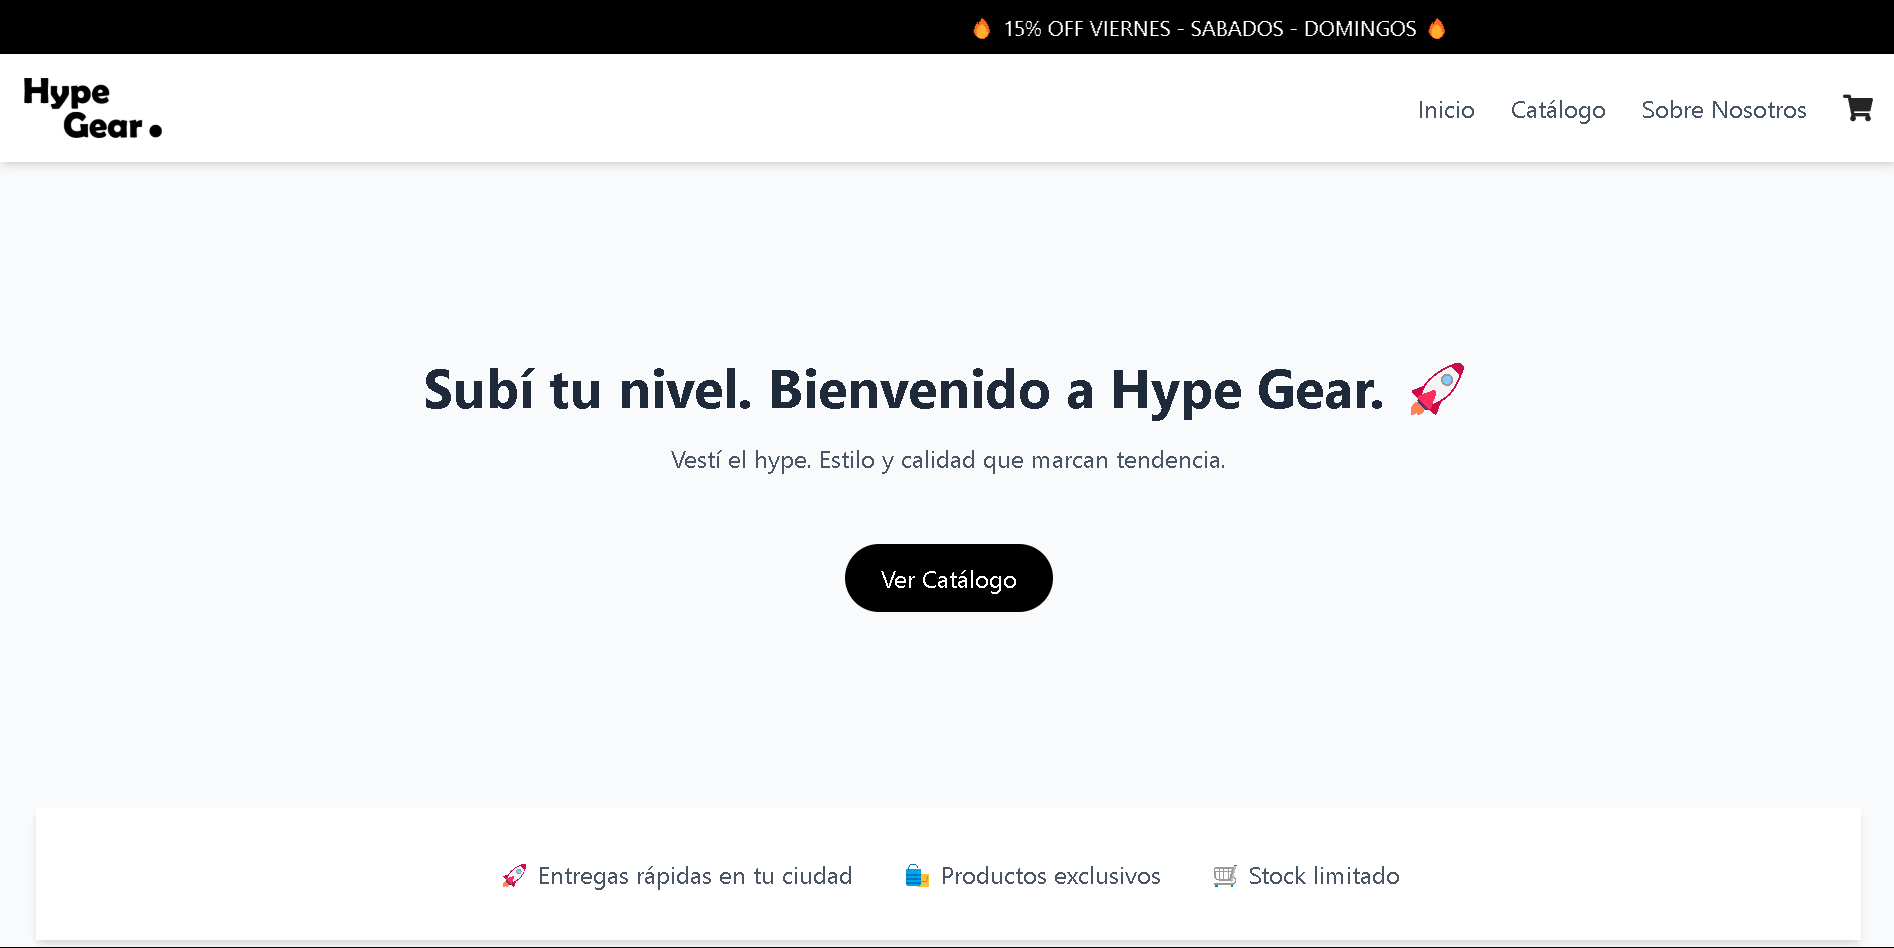 🔥 15% OFF VIERNES - SABADOS - DOMINGOS 🔥
Hype
Gear.
Inicio Catálogo Sobre Nosotros
Subí tu nivel. Bienvenido a Hype Gear. 🚀
Vestí el hype. Estilo y calidad que marcan tendencia.
Ver Catálogo
🚀 Entregas rápidas en tu ciudad 🛍️ Productos exclusivos 🛒 Stock limitado